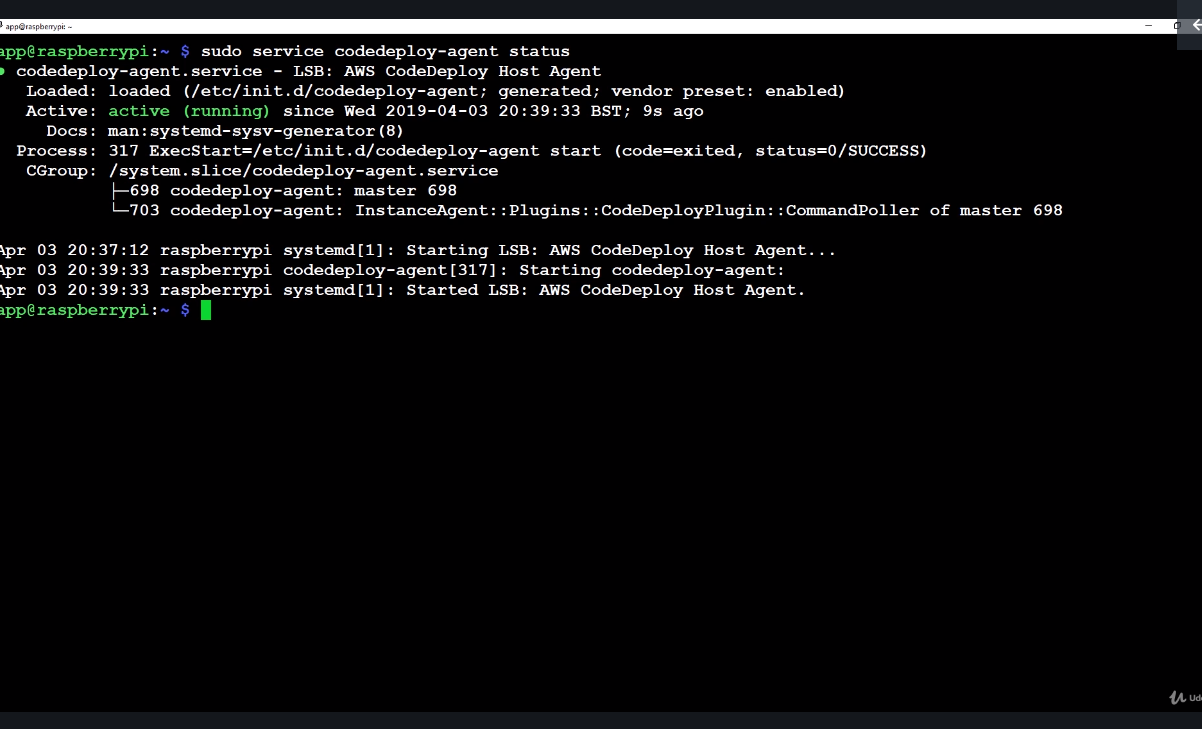 app@raspberrypi: ~
app@raspberrypi:~ $ sudo service codedeploy-agent status
● codedeploy-agent.service - LSB: AWS CodeDeploy Host Agent
Loaded: loaded (/etc/init.d/codedeploy-agent; generated; vendor preset: enabled)
Active: active (running) since Wed 2019-04-03 20:39:33 BST; 9s ago
Docs: man:systemd-sysv-generator(8)
Process: 317 ExecStart=/etc/init.d/codedeploy-agent start (code=exited, status=0/SUCCESS)
CGroup: /system.slice/codedeploy-agent.service
├─698 codedeploy-agent: master 698
└─703 codedeploy-agent: InstanceAgent::Plugins::CodeDeployPlugin::CommandPoller of master 698
Apr 03 20:37:12 raspberrypi systemd[1]: Starting LSB: AWS CodeDeploy Host Agent...
Apr 03 20:39:33 raspberrypi codedeploy-agent[317]: Starting codedeploy-agent:
Apr 03 20:39:33 raspberrypi systemd[1]: Started LSB: AWS CodeDeploy Host Agent.
app@raspberrypi:~ $